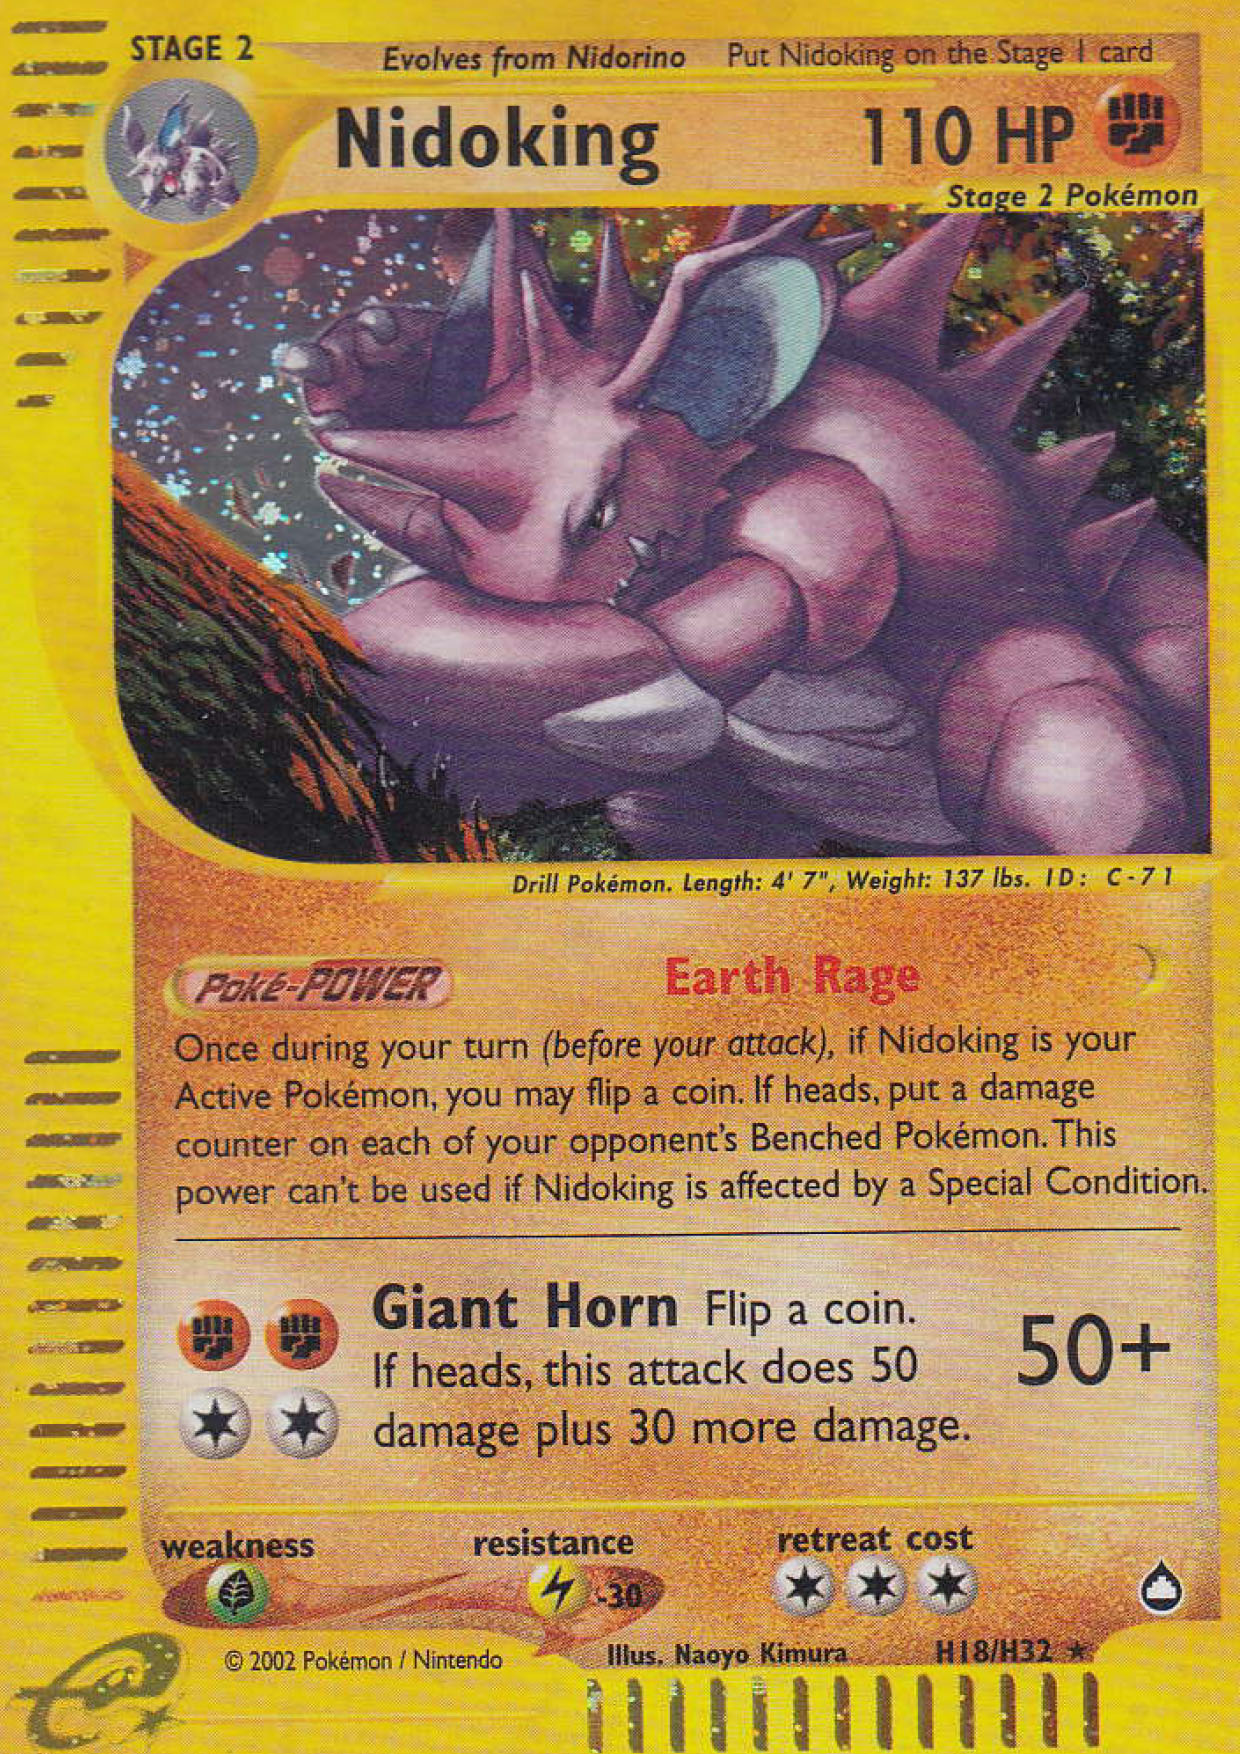 STAGE 2
Evolves from Nidorino Put Nidoking on the Stage 1 card
Nidoking 110 HP
Stage 2 Pokémon
Drill Pokémon. Length: 4' 7", Weight: 137 lbs. ID: C-71
Poké-POWER Earth Rage
Once during your turn (before your attack), if Nidoking is your
Active Pokémon, you may flip a coin. If heads, put a damage
counter on each of your opponent's Benched Pokémon. This
power can't be used if Nidoking is affected by a Special Condition.
Giant Horn Flip a coin.
If heads, this attack does 50
damage plus 30 more damage.
50+
weakness resistance retreat cost
-30
© 2002 Pokémon / Nintendo Illus. Naoyo Kimura H18/H32 ★